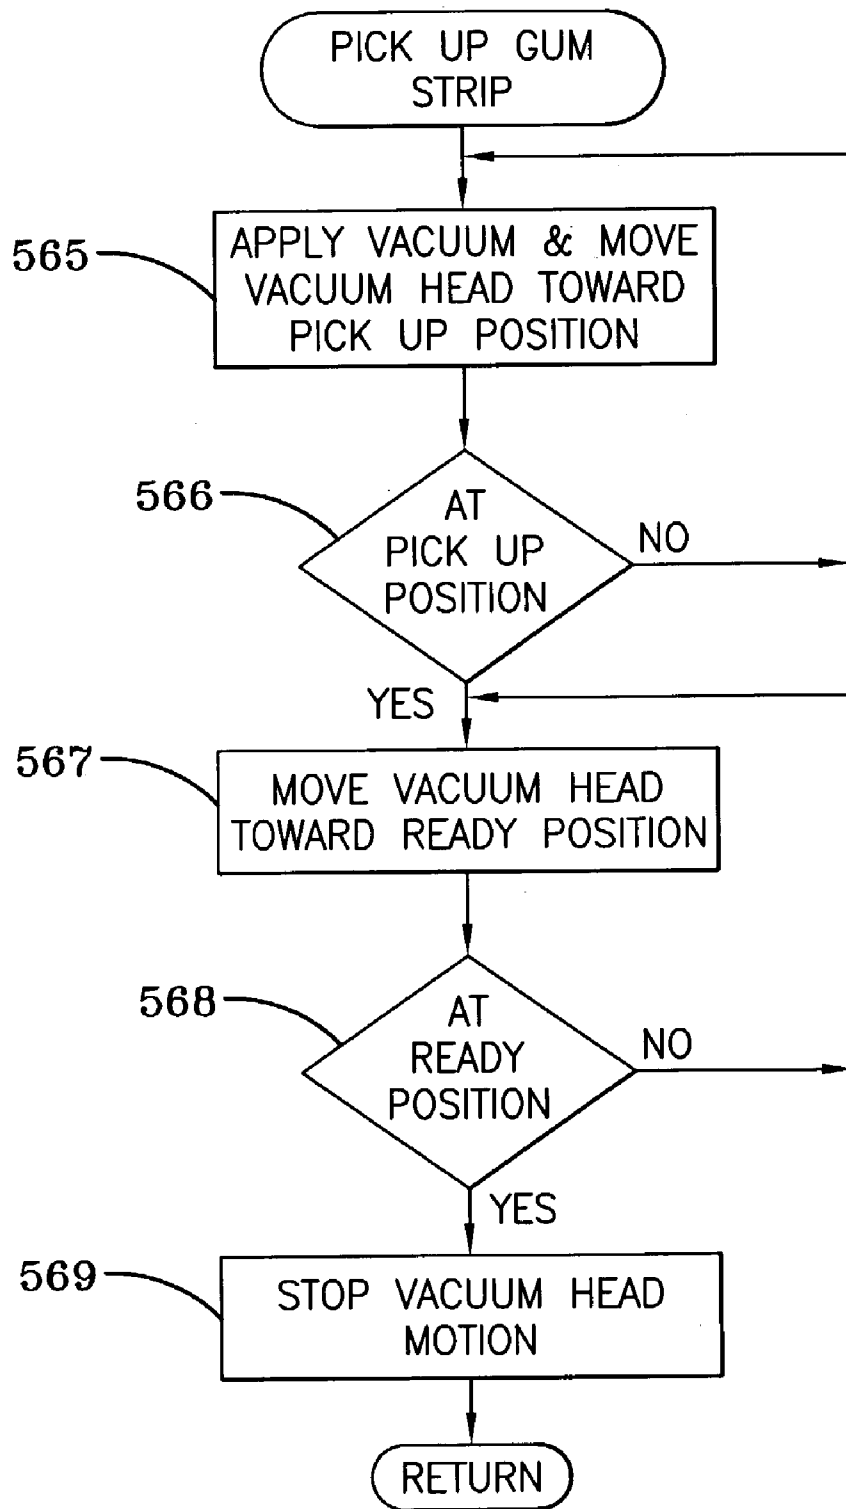 PICK UP GUM
STRIP
565
APPLY VACUUM & MOVE
VACUUM HEAD TOWARD
PICK UP POSITION
566
AT
PICK UP
POSITION
NO
YES
567
MOVE VACUUM HEAD
TOWARD READY POSITION
568
AT
READY
POSITION
NO
YES
569
STOP VACUUM HEAD
MOTION
RETURN